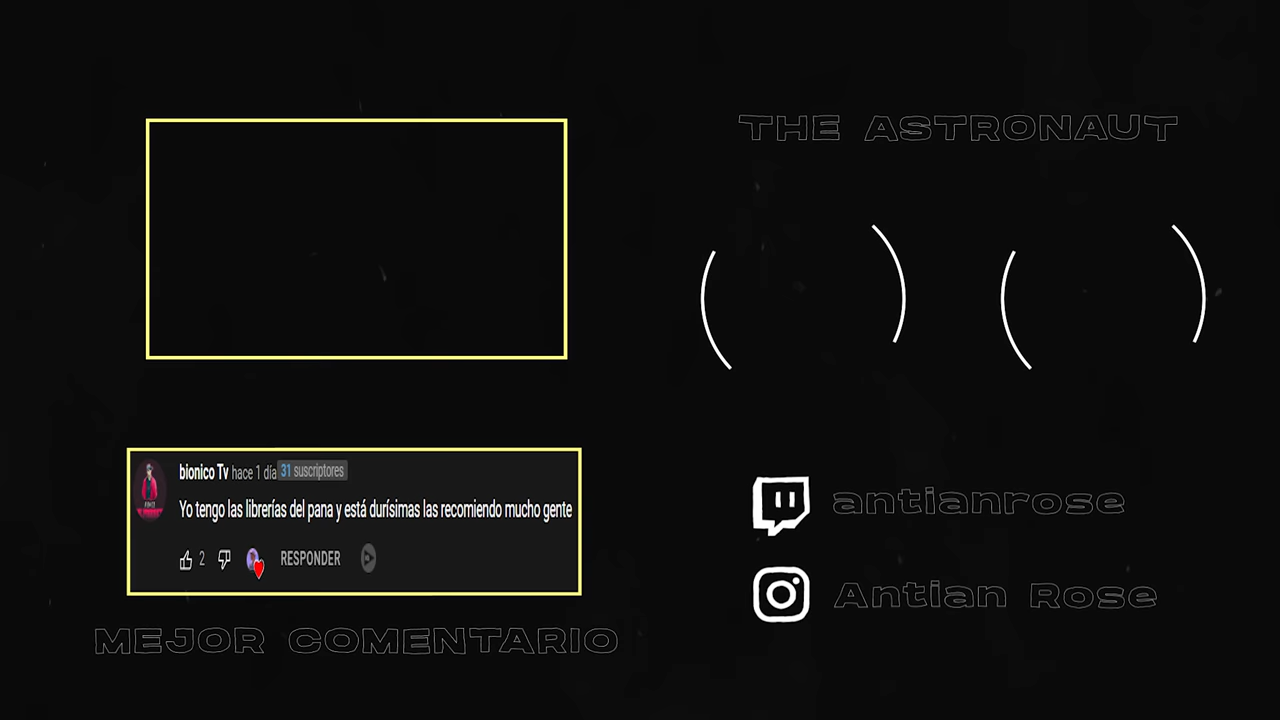 THE ASTRONAUT
bionico Tv hace 1 día 31 suscriptores
Yo tengo las librerías del pana y está durísimas las recomiendo mucho gente
2 RESPONDER
MEJOR COMENTARIO
antianrose
Antian Rose